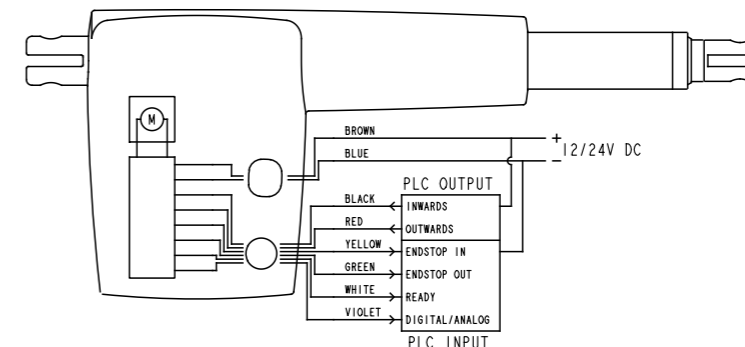 M
BROWN
+
12/24V DC
BLUE
−
PLC OUTPUT
BLACK
INWARDS
RED
OUTWARDS
YELLOW
ENDSTOP IN
GREEN
ENDSTOP OUT
WHITE
READY
VIOLET
DIGITAL/ANALOG
PLC INPUT